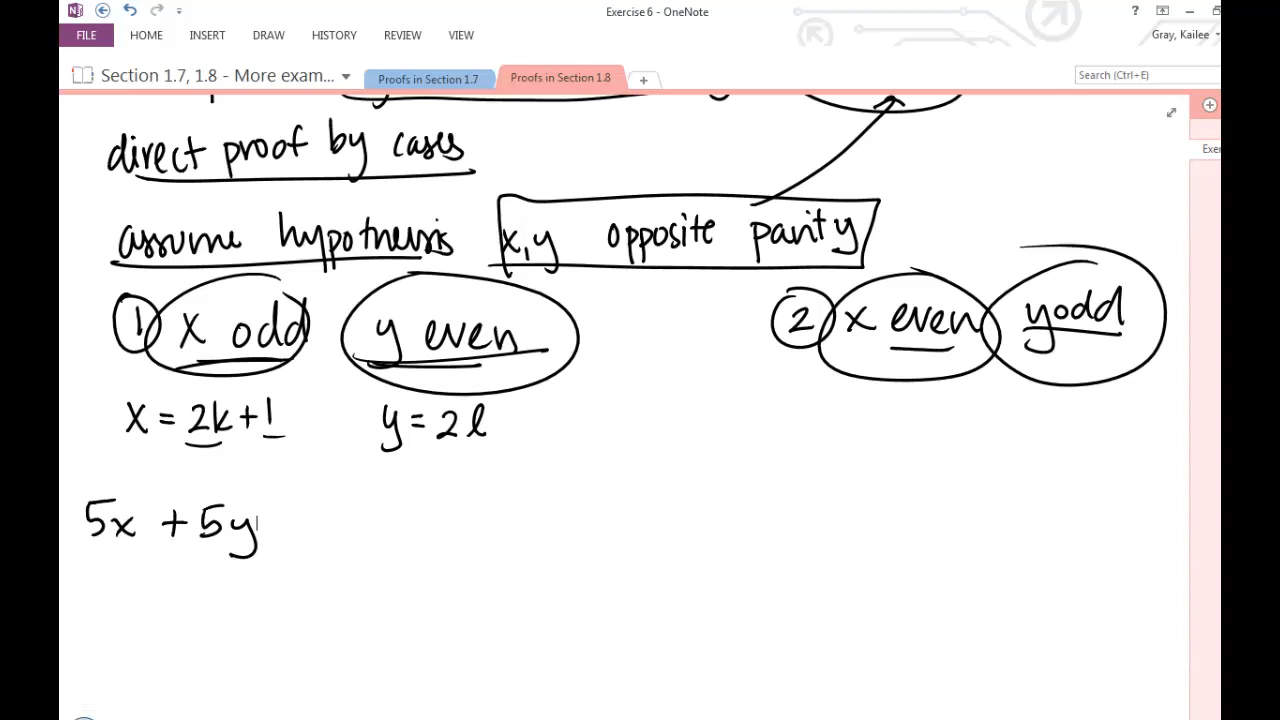 Exercise 6 - OneNote
?
FILE HOME INSERT DRAW HISTORY REVIEW VIEW
Gray, Kailee
Section 1.7, 1.8 - More exam... Proofs in Section 1.7 Proofs in Section 1.8 +
Search (Ctrl+E)
direct proof by cases
Exer
assume hypothesis x,y opposite parity
1 x odd y even
2 x even y odd
x = 2k+1 y = 2l
5x + 5y